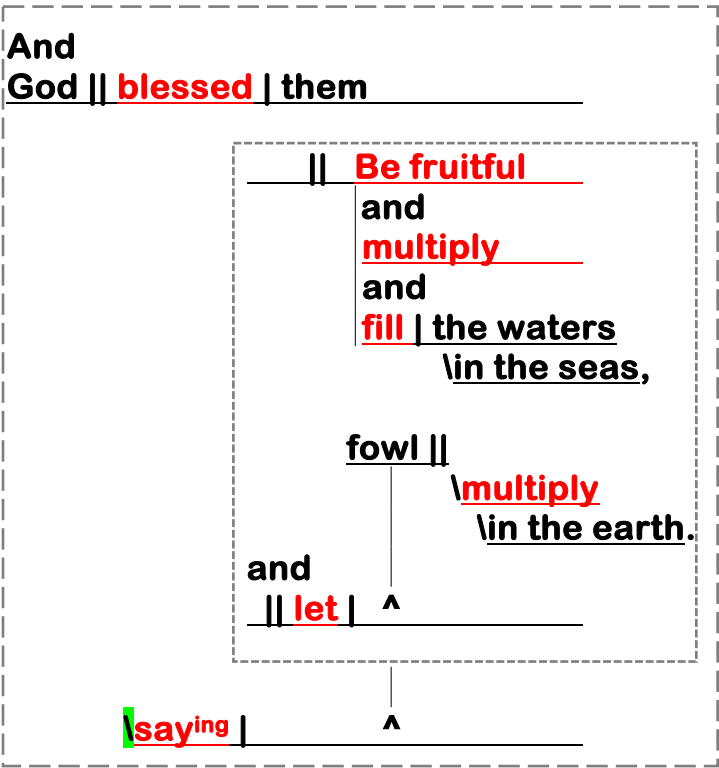 And
God || blessed | them
|| Be fruitful
and
multiply
and
fill | the waters
\in the seas,
fowl ||
\multiply
\in the earth.
and
|| let | ^
\saying | ^